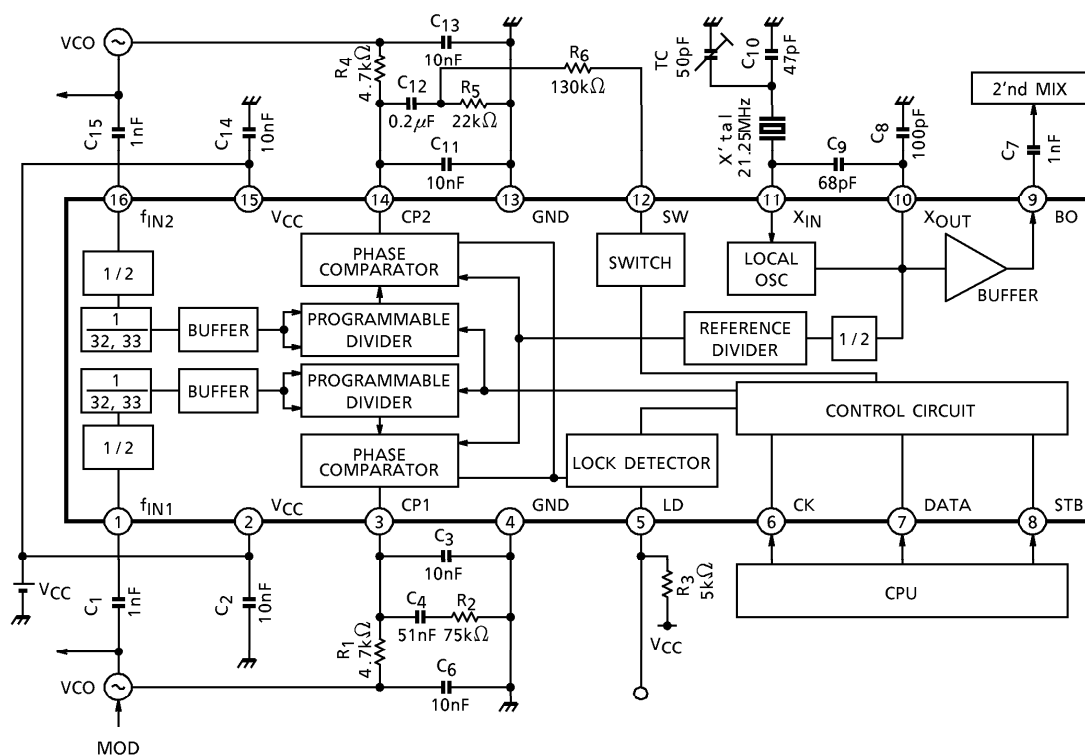 VCO
C13
10nF
R4
4.7kΩ
C12
0.2μF
R5
22kΩ
C11
10nF
R6
130kΩ
TC
50pF
C10
47pF
X'tal
21.25MHz
C9
68pF
C8
100pF
2'nd MIX
C7
1nF
C15
1nF
C14
10nF
16
15
14
13
12
11
10
9
fIN2
VCC
CP2
GND
SW
XIN
XOUT
BO
1/2
PHASE
COMPARATOR
SWITCH
LOCAL
OSC
BUFFER
1
32, 33
BUFFER
PROGRAMMABLE
DIVIDER
REFERENCE
DIVIDER
1/2
1
32, 33
BUFFER
PROGRAMMABLE
DIVIDER
CONTROL CIRCUIT
1/2
PHASE
COMPARATOR
LOCK DETECTOR
fIN1
VCC
CP1
GND
LD
CK
DATA
STB
1
2
3
4
5
6
7
8
VCC
C1
1nF
C2
10nF
C3
10nF
C4
51nF
R2
75kΩ
R1
4.7kΩ
C6
10nF
R3
5kΩ
VCC
CPU
VCO
MOD